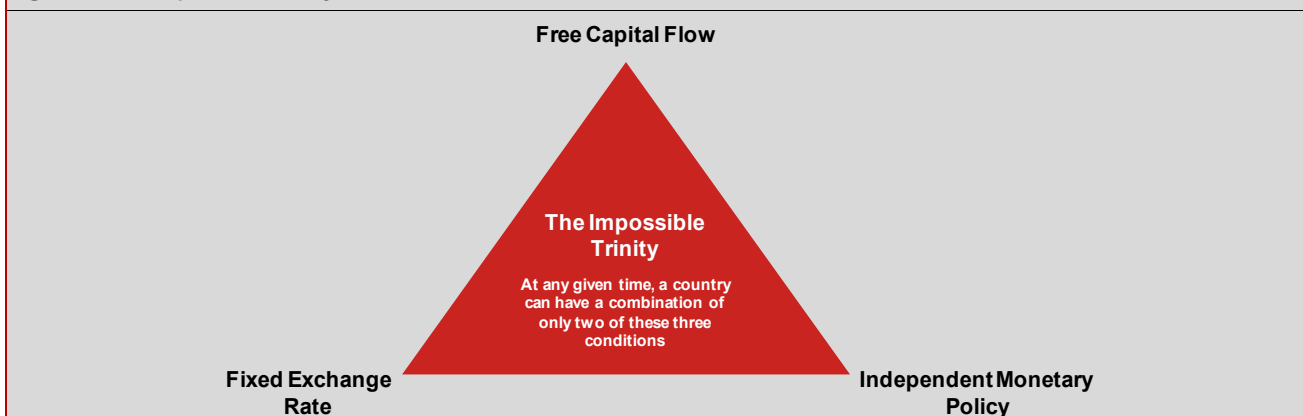 Free Capital Flow
The Impossible
Trinity
At any given time, a country
can have a combination of
only two of these three
conditions
Fixed Exchange
Rate
Independent Monetary
Policy